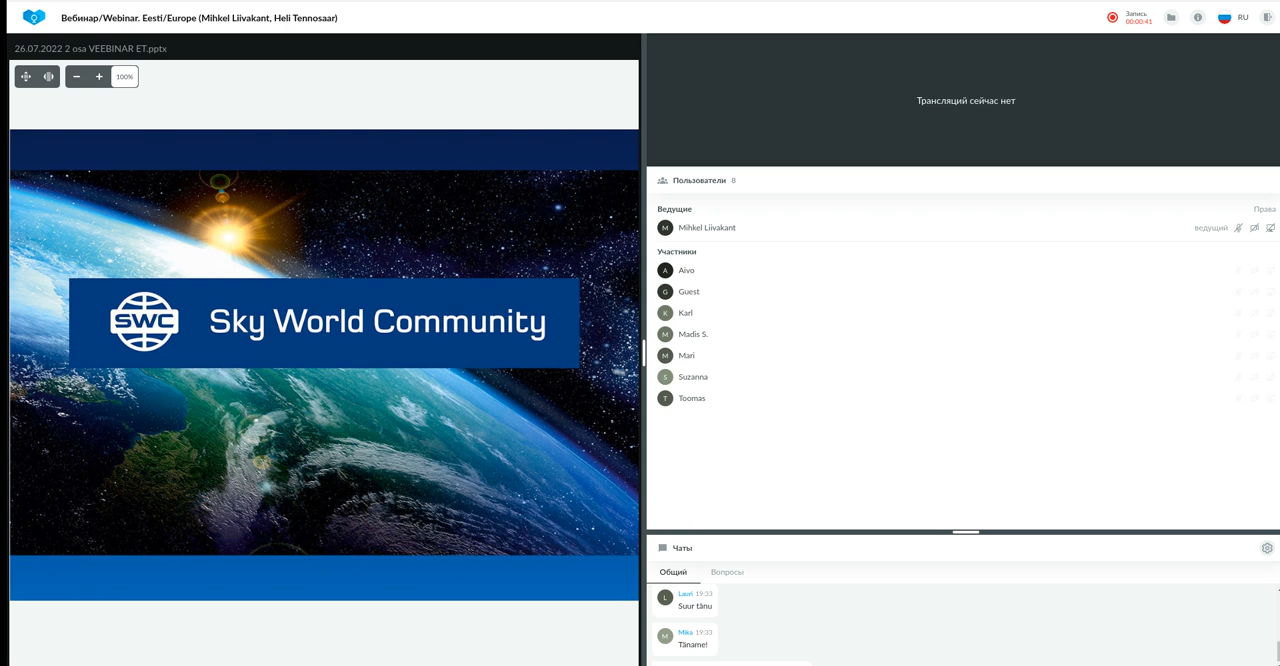 Вебинар/Webinar. Eesti/Europe (Mihkel Liivakant, Heli Tennosaar)
Запись
00:00:41
RU
26.07.2022 2 osa VEEBINAR ET.pptx
100%
SWC Sky World Community
Трансляций сейчас нет
Пользователи 8
Ведущие Права
M Mihkel Liivakant ведущий
Участники
A Aivo
G Guest
K Karl
M Madis S.
M Mari
S Suzanna
T Toomas
Чаты
Общий Вопросы
L Lauri 19:33
Suur tänu
M Mika 19:33
Täname!